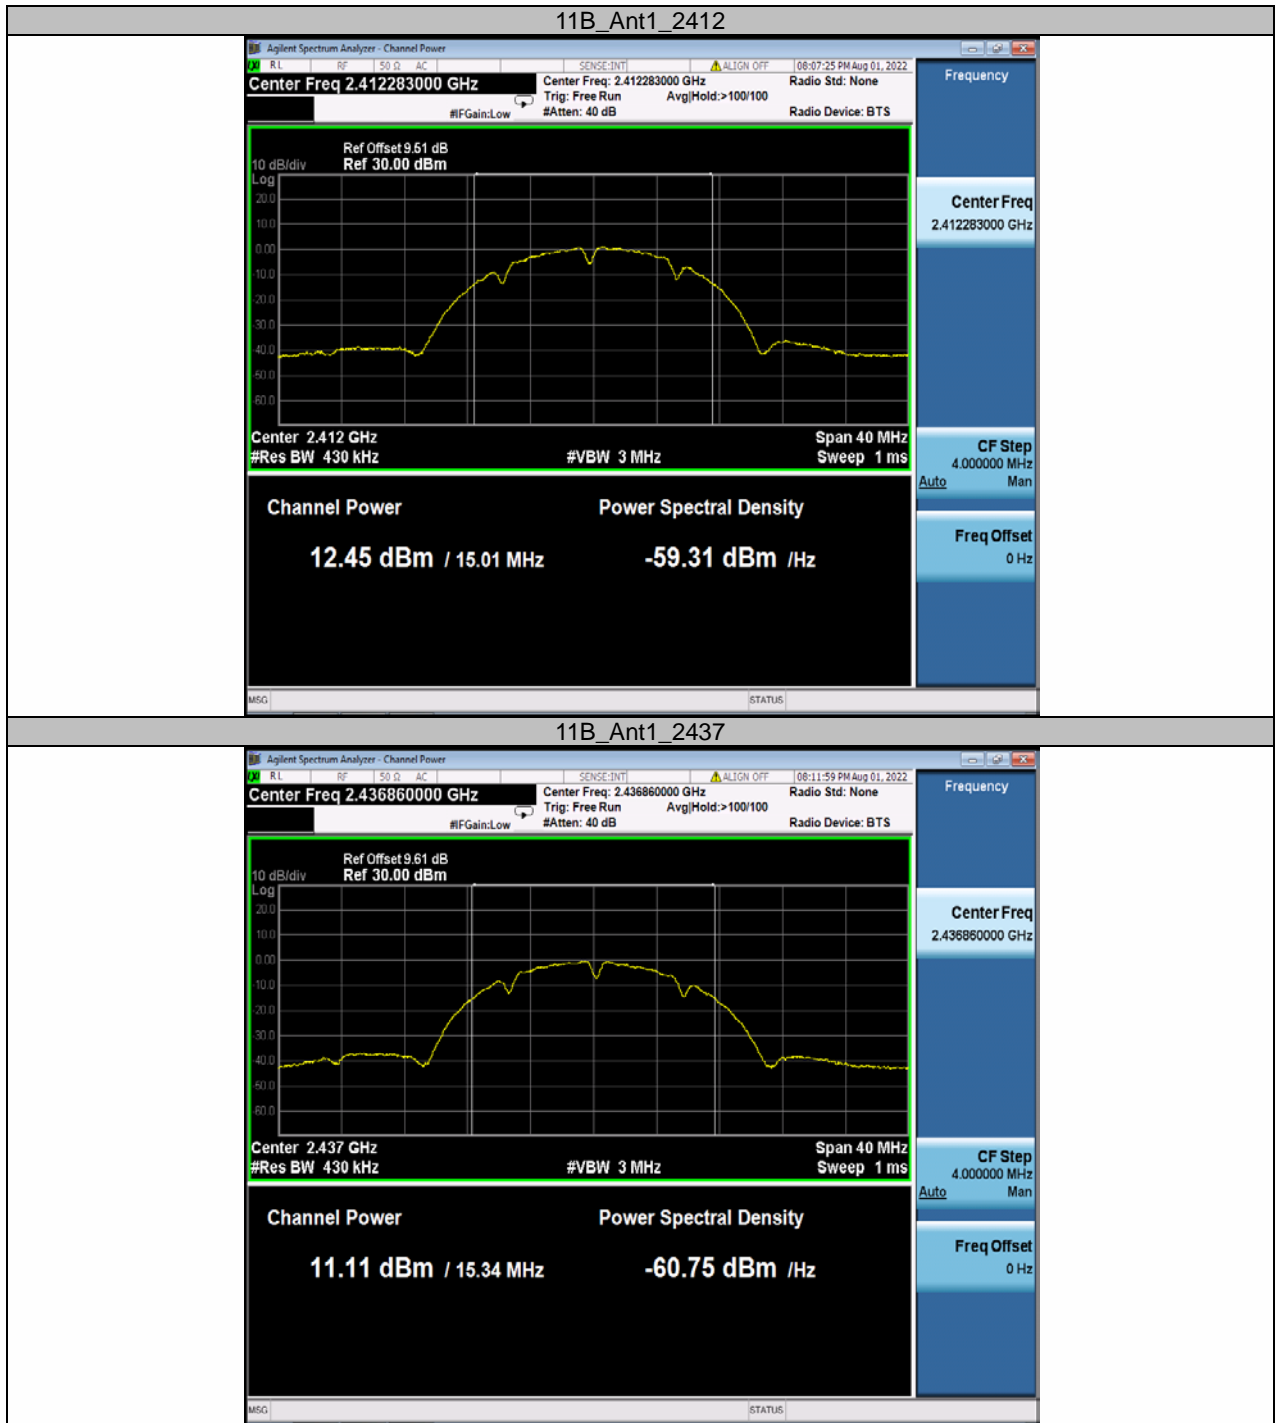 11B_Ant1_2412
Agilent Spectrum Analyzer - Channel Power
RL RF 50 Ω AC SENSE:INT ALIGN OFF 08:07:25 PM Aug 01, 2022
Center Freq 2.412283000 GHz
Center Freq: 2.412283000 GHz Radio Std: None
Trig: Free Run Avg|Hold:>100/100
#IFGain:Low #Atten: 40 dB Radio Device: BTS
Ref Offset 9.61 dB
10 dB/div Ref 30.00 dBm
Log
20.0
10.0
0.00
-10.0
-20.0
-30.0
-40.0
-50.0
-60.0
Center 2.412 GHz Span 40 MHz
#Res BW 430 kHz #VBW 3 MHz Sweep 1 ms
Channel Power Power Spectral Density
12.45 dBm / 15.01 MHz -59.31 dBm /Hz
Frequency
Center Freq
2.412283000 GHz
CF Step
4.000000 MHz
Auto Man
Freq Offset
0 Hz
MSG STATUS
11B_Ant1_2437
Agilent Spectrum Analyzer - Channel Power
RL RF 50 Ω AC SENSE:INT ALIGN OFF 08:11:59 PM Aug 01, 2022
Center Freq 2.436860000 GHz
Center Freq: 2.436860000 GHz Radio Std: None
Trig: Free Run Avg|Hold:>100/100
#IFGain:Low #Atten: 40 dB Radio Device: BTS
Ref Offset 9.61 dB
10 dB/div Ref 30.00 dBm
Log
20.0
10.0
0.00
-10.0
-20.0
-30.0
-40.0
-50.0
-60.0
Center 2.437 GHz Span 40 MHz
#Res BW 430 kHz #VBW 3 MHz Sweep 1 ms
Channel Power Power Spectral Density
11.11 dBm / 15.34 MHz -60.75 dBm /Hz
Frequency
Center Freq
2.436860000 GHz
CF Step
4.000000 MHz
Auto Man
Freq Offset
0 Hz
MSG STATUS